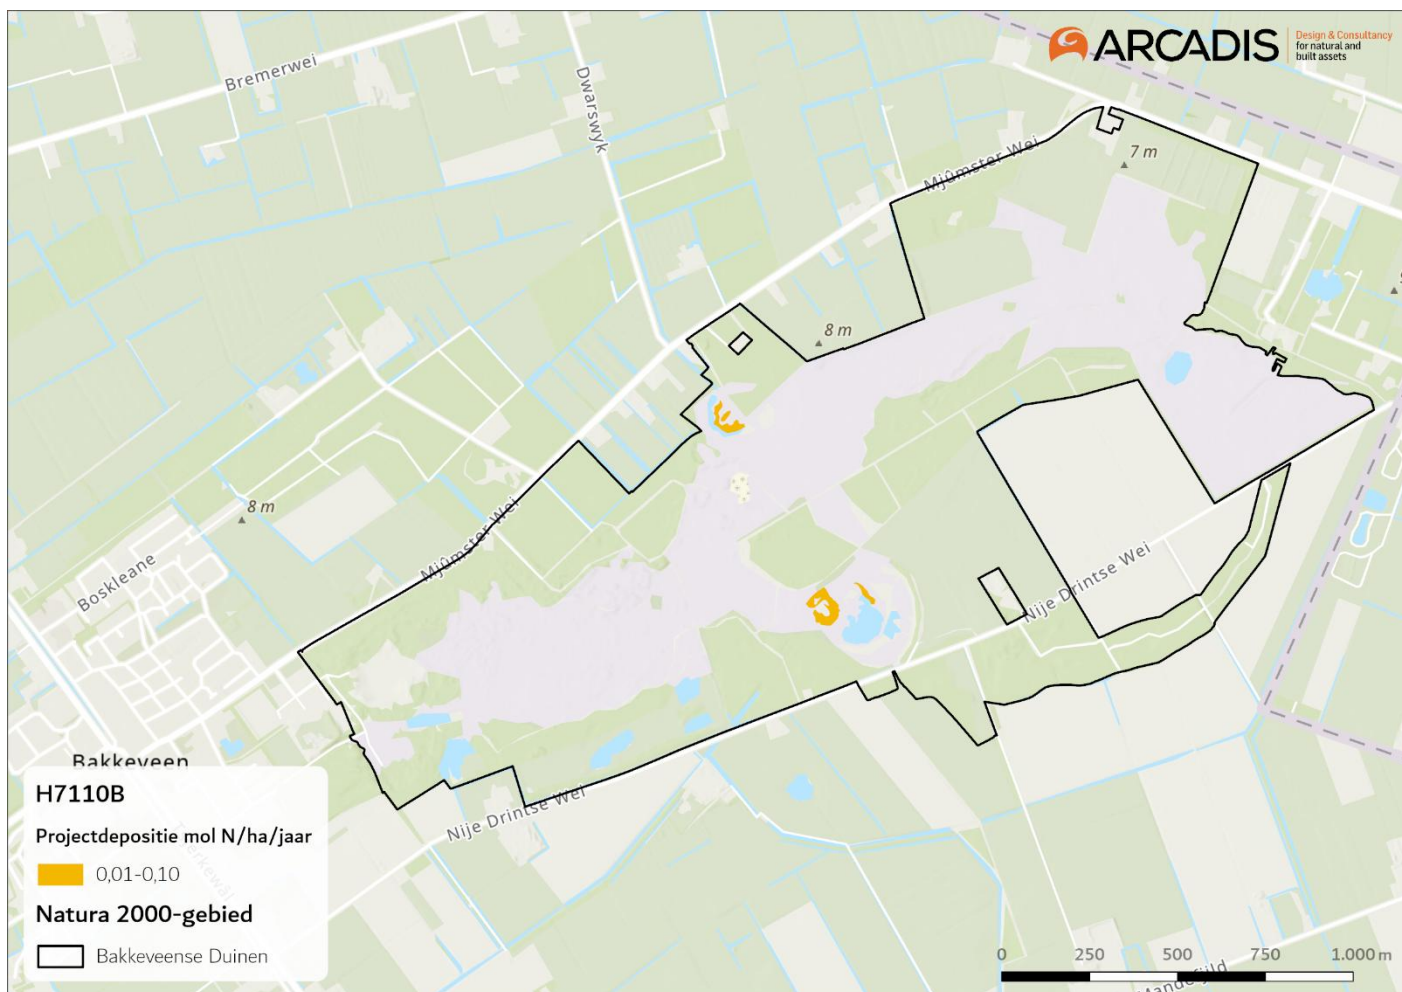 ARCADIS
Design & Consultancy
for natural and
built assets
Bremerwei
Dwarswyk
Mjûmster Wei
7 m
8 m
8 m
Mjûmster Wei
Boskleane
Nije Drintse Wei
Bakkeveen
Nije Drintse Wei
H7110B
Projectdepositie mol N/ha/jaar
0,01-0,10
Natura 2000-gebied
Bakkeveense Duinen
0 250 500 750 1.000 m